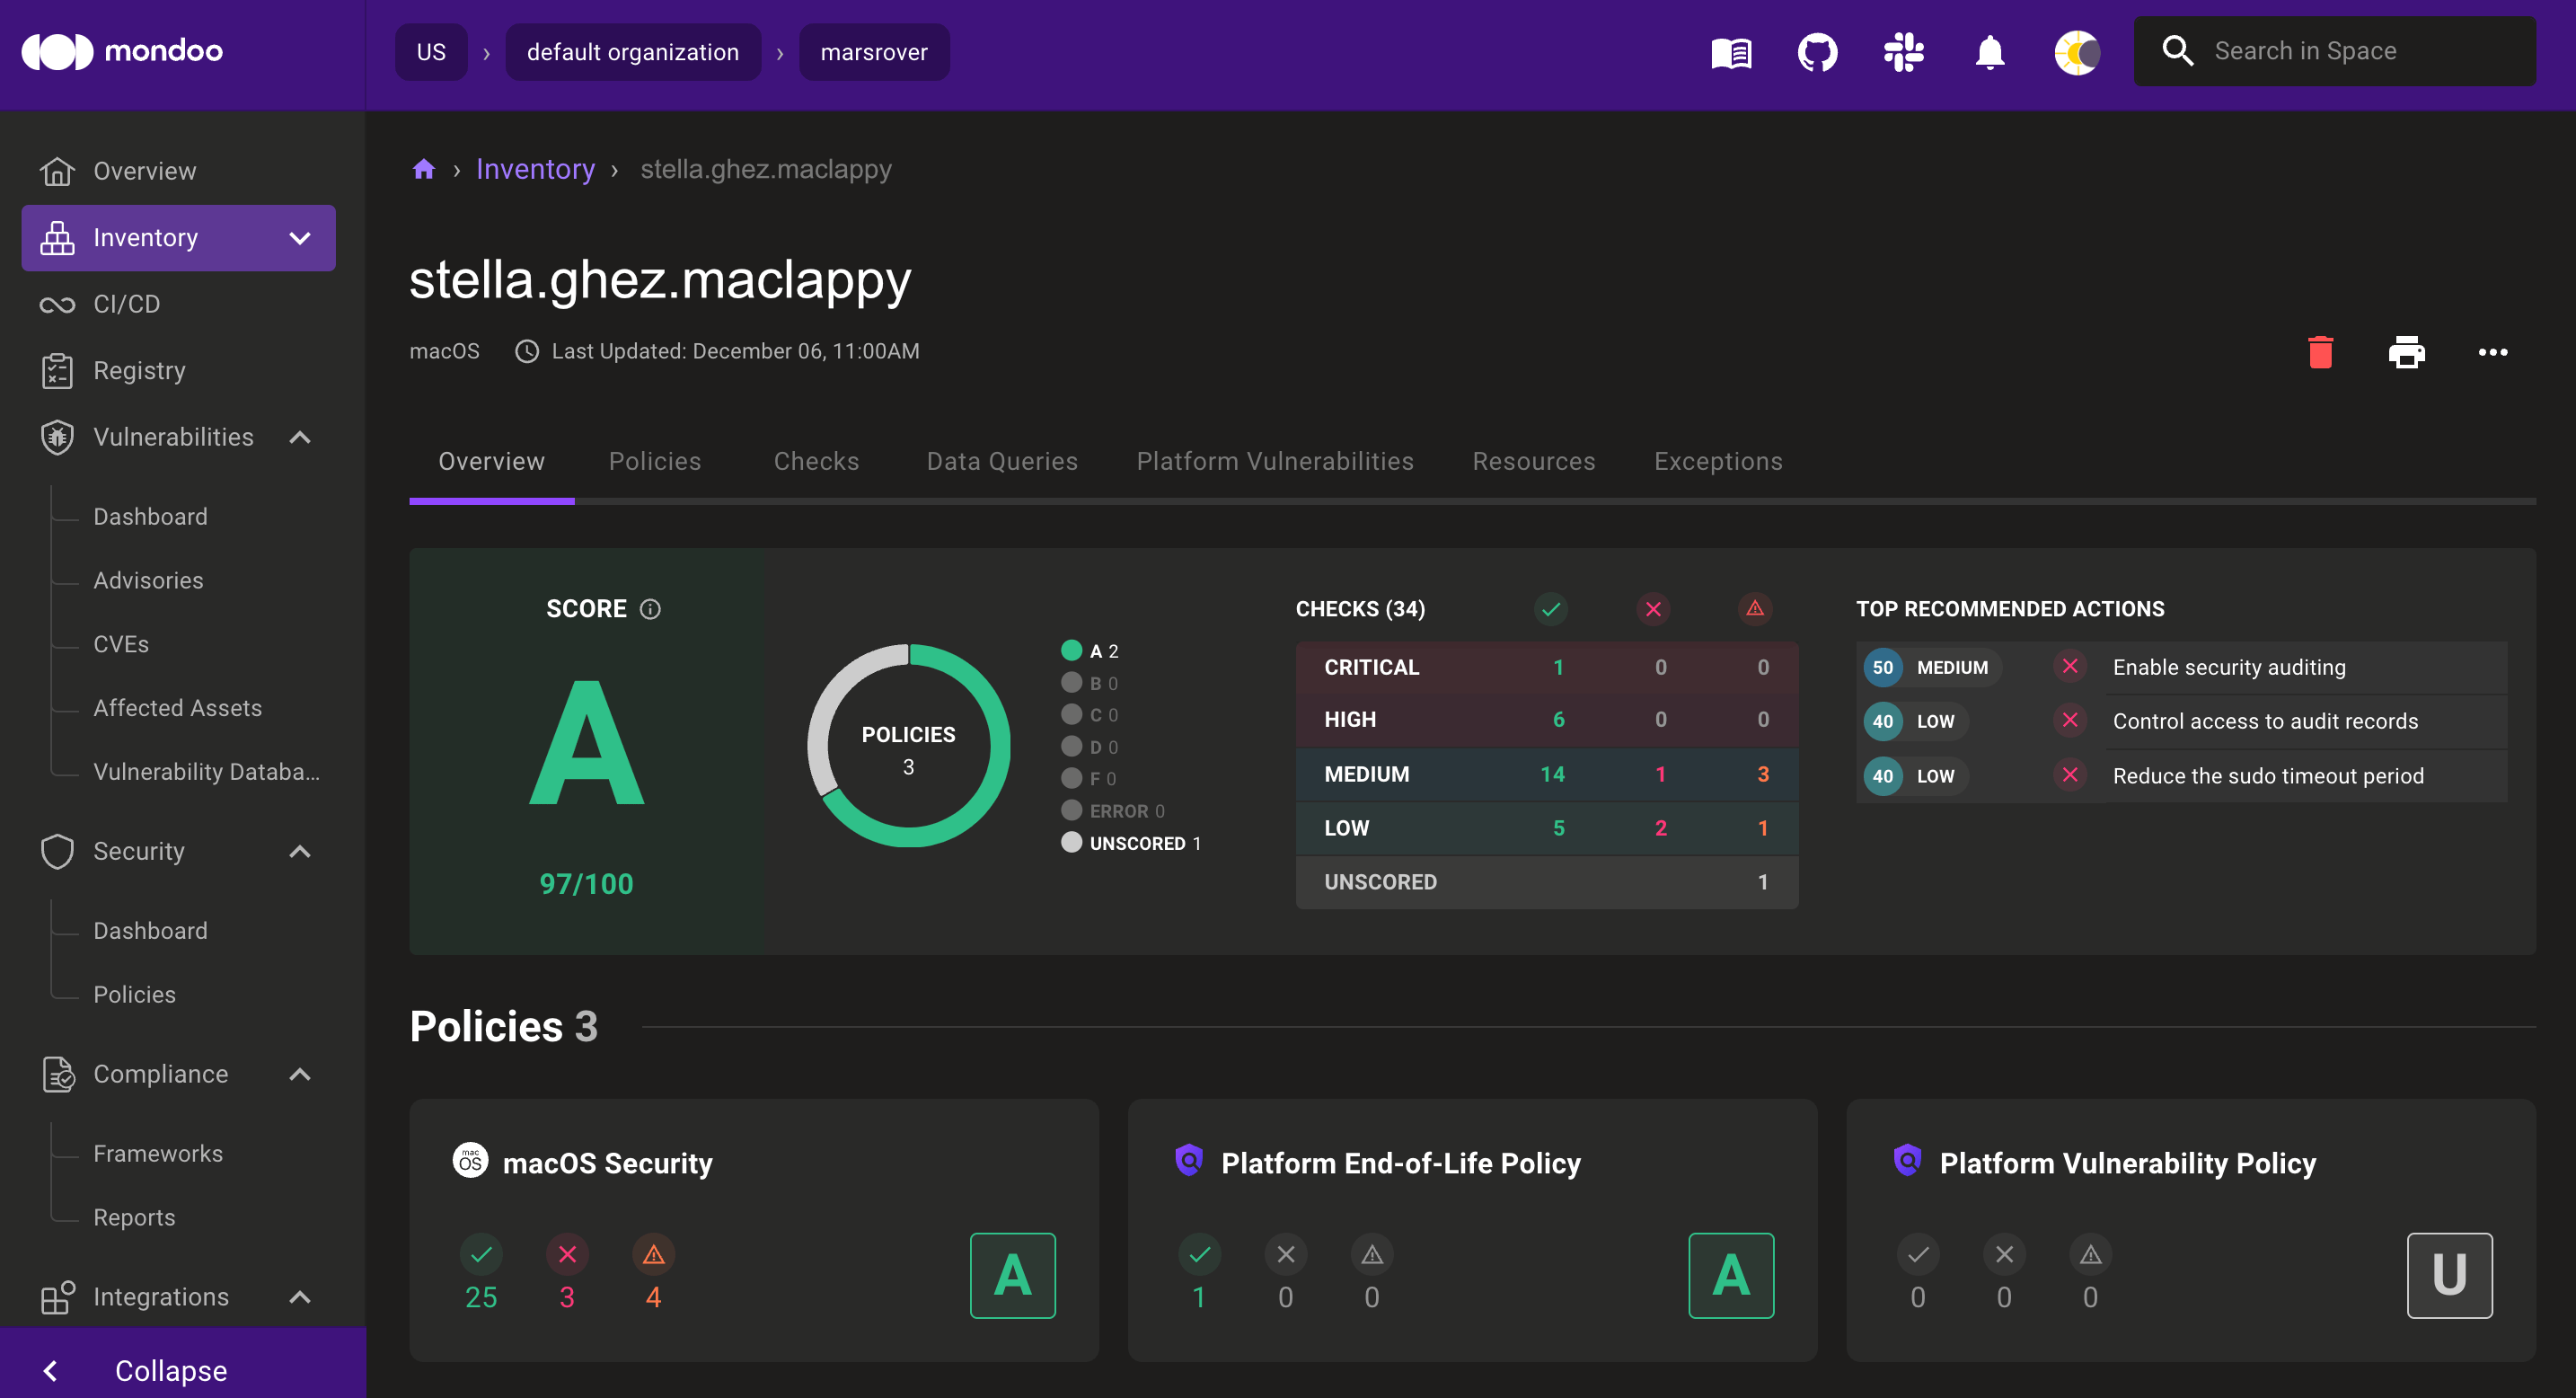 mondoo
US › default organization › marsrover
Search in Space
Overview
Inventory
CI/CD
Registry
Vulnerabilities
Dashboard
Advisories
CVEs
Affected Assets
Vulnerability Databa...
Security
Dashboard
Policies
Compliance
Frameworks
Reports
Integrations
Collapse
› Inventory › stella.ghez.maclappy
stella.ghez.maclappy
macOS Last Updated: December 06, 11:00AM
Overview Policies Checks Data Queries Platform Vulnerabilities Resources Exceptions
SCORE
A
97/100
POLICIES
3
A 2
B 0
C 0
D 0
F 0
ERROR 0
UNSCORED 1
CHECKS (34)
CRITICAL 1 0 0
HIGH 6 0 0
MEDIUM 14 1 3
LOW 5 2 1
UNSCORED 1
TOP RECOMMENDED ACTIONS
50 MEDIUM Enable security auditing
40 LOW Control access to audit records
40 LOW Reduce the sudo timeout period
Policies 3
mac
OS
macOS Security
25 3 4
A
Platform End-of-Life Policy
1 0 0
A
Platform Vulnerability Policy
0 0 0
U